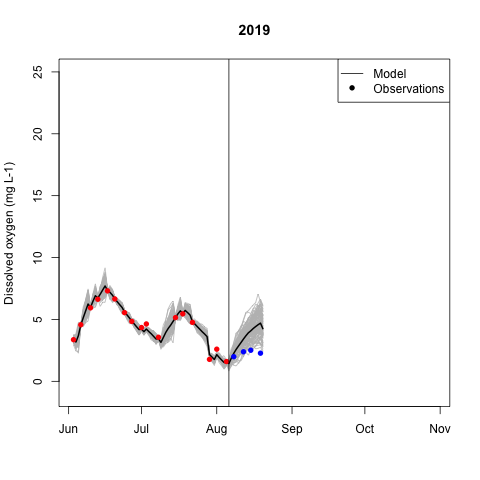 2019
Dissolved oxygen (mg L-1)
25
20
15
10
5
0
Model
Observations
Jun Jul Aug Sep Oct Nov